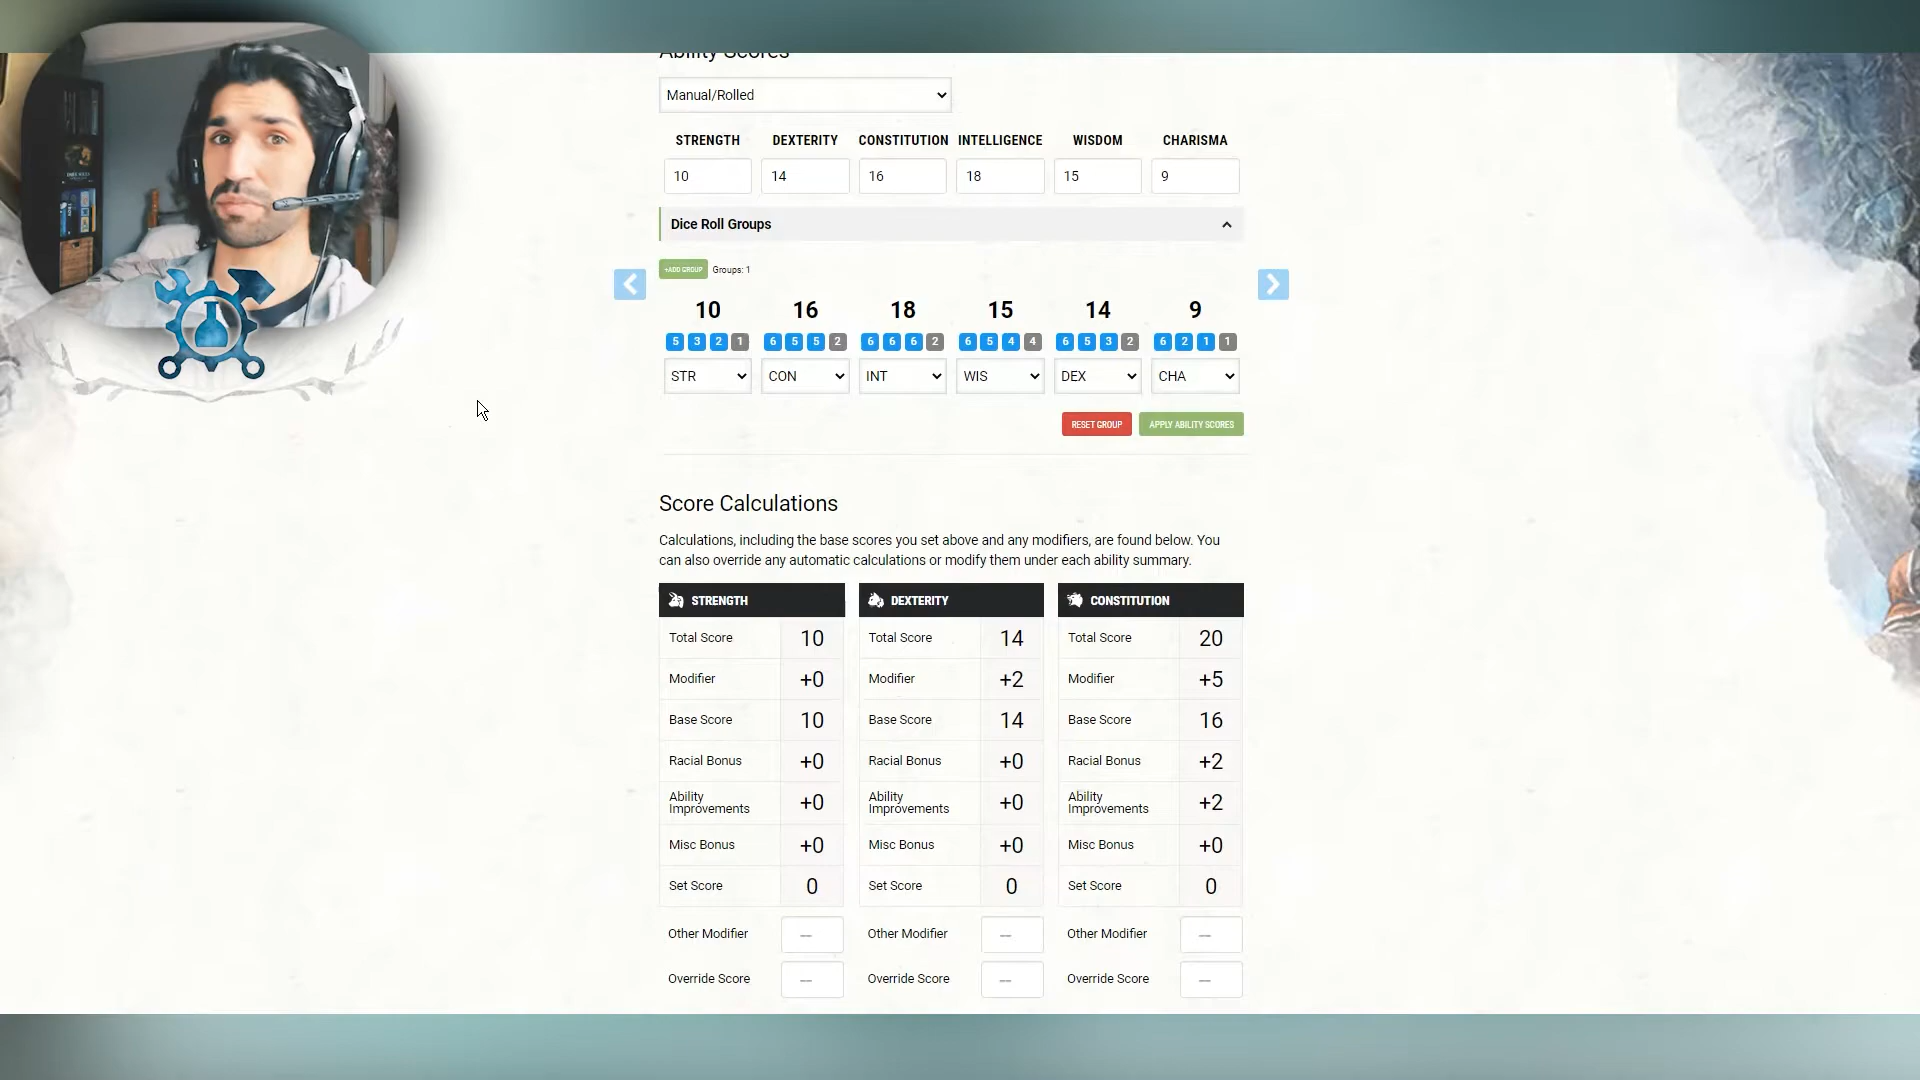 Ability Scores
Manual/Rolled
STRENGTH DEXTERITY CONSTITUTION INTELLIGENCE WISDOM CHARISMA
10 14 16 18 15 9
Dice Roll Groups
+ADD GROUP Groups: 1
10 16 18 15 14 9
5 3 2 1 6 5 5 2 6 6 6 2 6 5 4 4 6 5 3 2 6 2 1 1
STR CON INT WIS DEX CHA
RESET GROUP APPLY ABILITY SCORES
Score Calculations
Calculations, including the base scores you set above and any modifiers, are found below. You
can also override any automatic calculations or modify them under each ability summary.
STRENGTH DEXTERITY CONSTITUTION
Total Score 10 Total Score 14 Total Score 20
Modifier +0 Modifier +2 Modifier +5
Base Score 10 Base Score 14 Base Score 16
Racial Bonus +0 Racial Bonus +0 Racial Bonus +2
Ability Improvements +0 Ability Improvements +0 Ability Improvements +2
Misc Bonus +0 Misc Bonus +0 Misc Bonus +0
Set Score 0 Set Score 0 Set Score 0
Other Modifier -- Other Modifier -- Other Modifier --
Override Score -- Override Score -- Override Score --